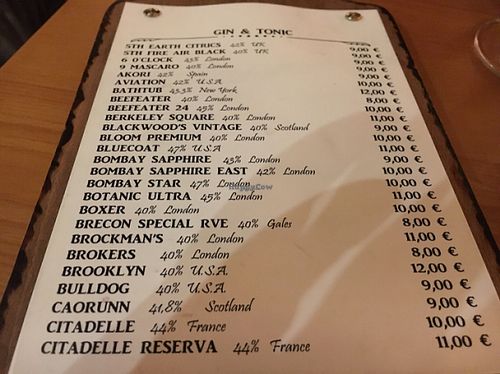 GIN & TONIC
5TH EARTH CITRICS 42% UK 9,00 €
5TH FIRE AIR BLACK 40% UK 9,00 €
6 O'CLOCK 43% London 9,00 €
9 MASCARO 40% London 9,00 €
AKORI 42% Spain 9,00 €
AVIATION 42% U.S.A 10,00 €
BATHTUB 43.3% New York 12,00 €
BEEFEATER 40% London 8,00 €
BEEFEATER 24 45% London 10,00 €
BERKELEY SQUARE 40% London 11,00 €
BLACKWOOD'S VINTAGE 40% Scotland 9,00 €
BLOOM PREMIUM 40% London 10,00 €
BLUECOAT 47% U.S.A 11,00 €
BOMBAY SAPPHIRE 43% London 9,00 €
BOMBAY SAPPHIRE EAST 42% London 10,00 €
BOMBAY STAR 47% London 10,00 €
BOTANIC ULTRA 45% London 11,00 €
BOXER 40% London 10,00 €
BRECON SPECIAL RVE 40% Gales 8,00 €
BROCKMAN'S 40% London 11,00 €
BROKERS 40% London 8,00 €
BROOKLYN 40% U.S.A 12,00 €
BULLDOG 40% U.S.A 9,00 €
CAORUNN 41,8% Scotland 9,00 €
CITADELLE 44% France 10,00 €
CITADELLE RESERVA 44% France 11,00 €
HappyCow